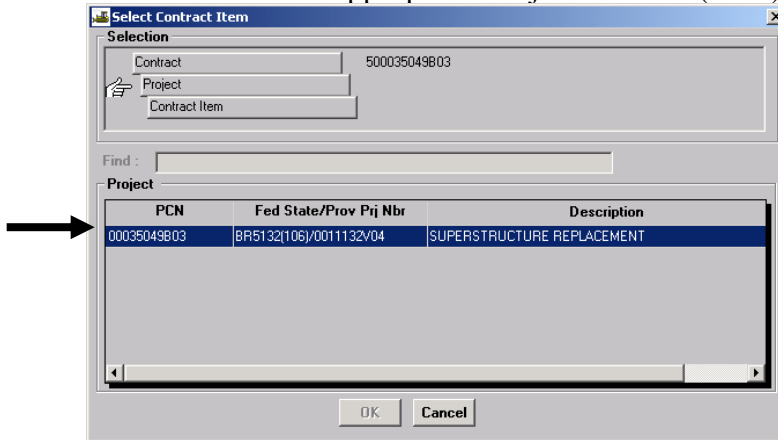 Select Contract Item
Selection
Contract 500035049B03
Project
Contract Item
Find :
Project
PCN Fed State/Prov Prj Nbr Description
00035049B03 BR5132(106)/0011132V04 SUPERSTRUCTURE REPLACEMENT
OK Cancel